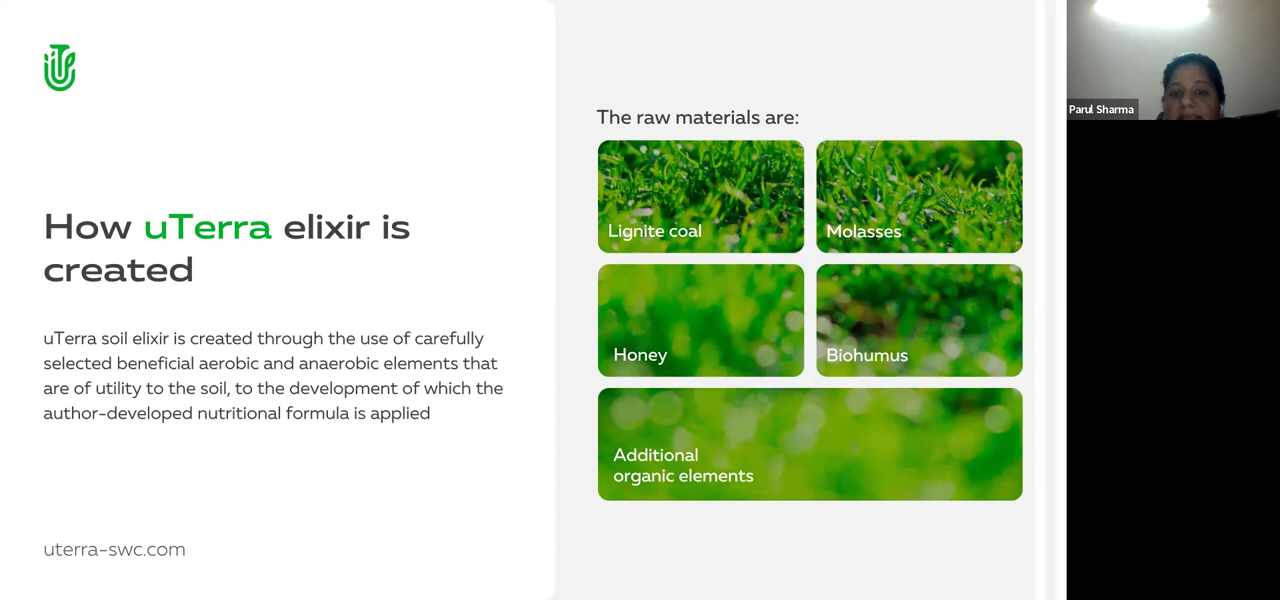 How uTerra elixir is
created
uTerra soil elixir is created through the use of carefully
selected beneficial aerobic and anaerobic elements that
are of utility to the soil, to the development of which the
author-developed nutritional formula is applied
uterra-swc.com
The raw materials are:
Lignite coal
Molasses
Honey
Biohumus
Additional
organic elements
Parul Sharma